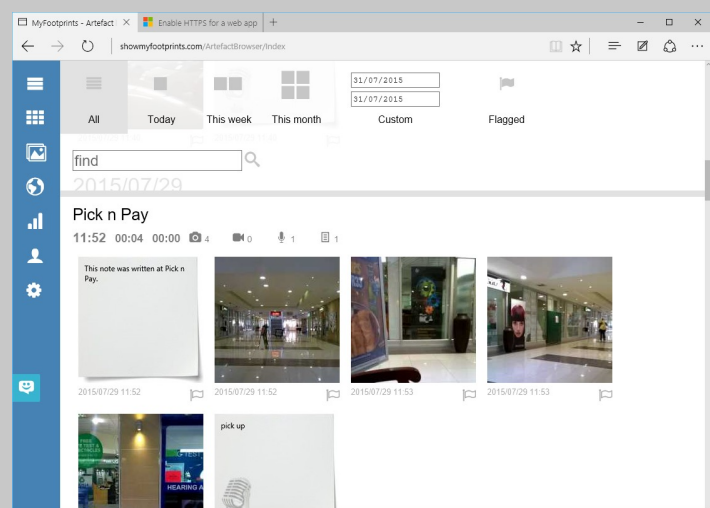 MyFootprints - Artefact
Enable HTTPS for a web app
showmyfootprints.com/ArtefactBrowser/Index
All
Today
This week
This month
31/07/2015
31/07/2015
Custom
Flagged
find
2015/07/29
Pick n Pay
11:52 00:04 00:00 4 0 1 1
This note was written at Pick n
Pay.
2015/07/29 11:52
2015/07/29 11:52
2015/07/29 11:53
2015/07/29 11:53
pick up
HEARING